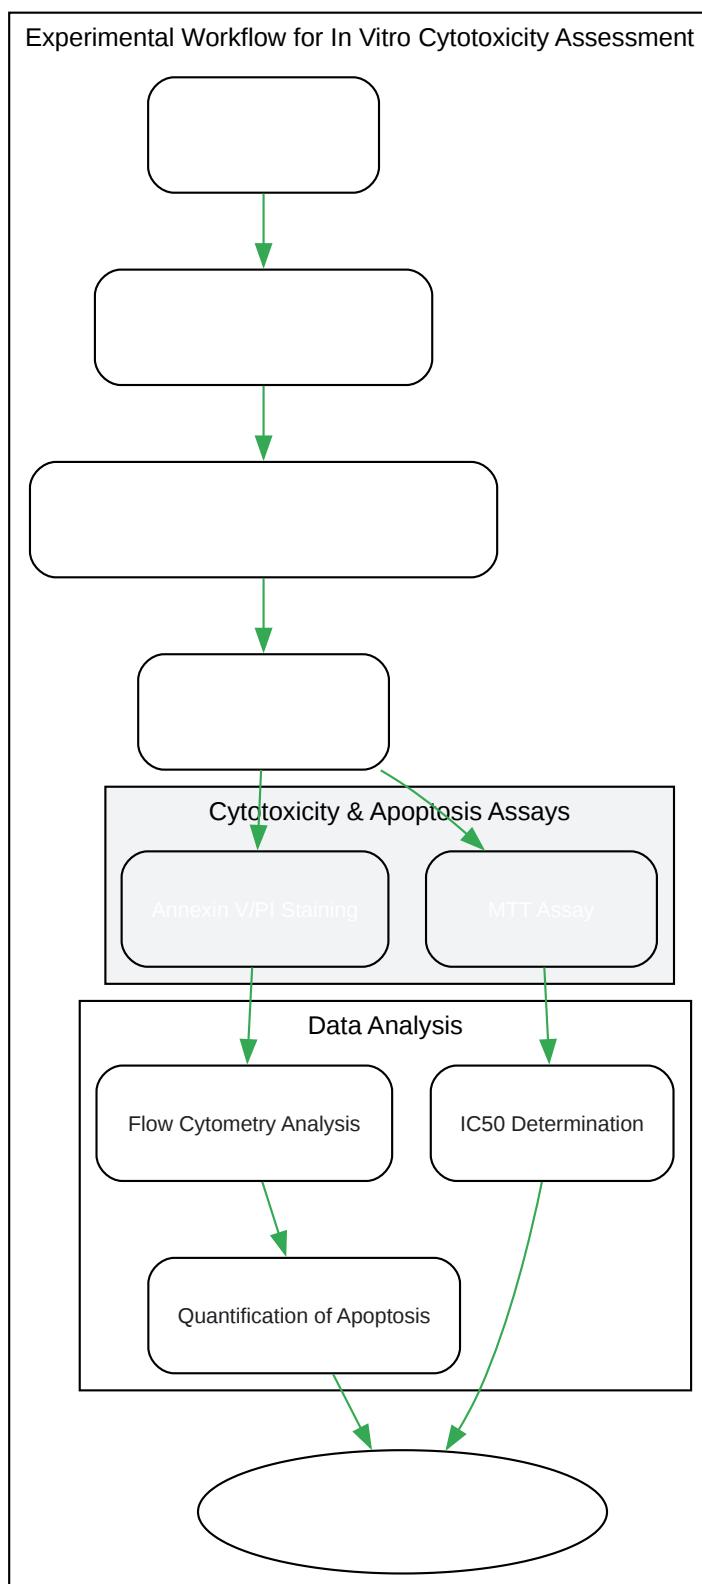 Experimental Workflow for In Vitro Cytotoxicity Assessment
Cytotoxicity & Apoptosis Assays
Annexin V/PI Staining
MTT Assay
Data Analysis
Flow Cytometry Analysis
IC50 Determination
Quantification of Apoptosis